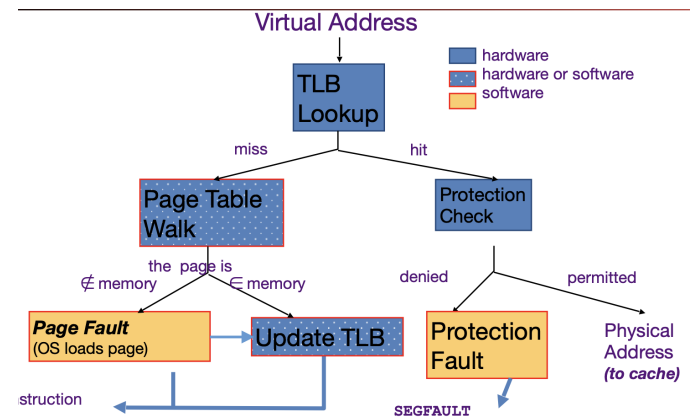 Virtual Address
hardware
hardware or software
software
TLB
Lookup
miss
hit
Page Table
Walk
Protection
Check
the page is
∉ memory
∈ memory
denied
permitted
Page Fault
(OS loads page)
Update TLB
Protection
Fault
Physical
Address
(to cache)
struction
SEGFAULT